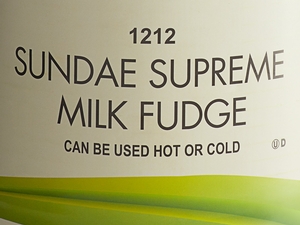 1212
SUNDAE SUPREME
MILK FUDGE
CAN BE USED HOT OR COLD
Ⓤ D